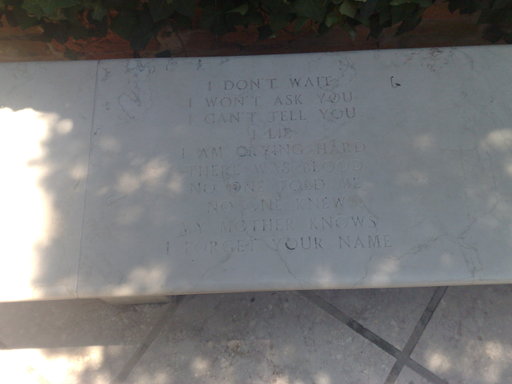 I DON'T WAIT
I WON'T ASK YOU
I CAN'T TELL YOU
I LIE
I AM CRYING HARD
THERE WAS BLOOD
NO ONE TOLD ME
NO ONE KNEW
MY MOTHER KNOWS
I FORGET YOUR NAME